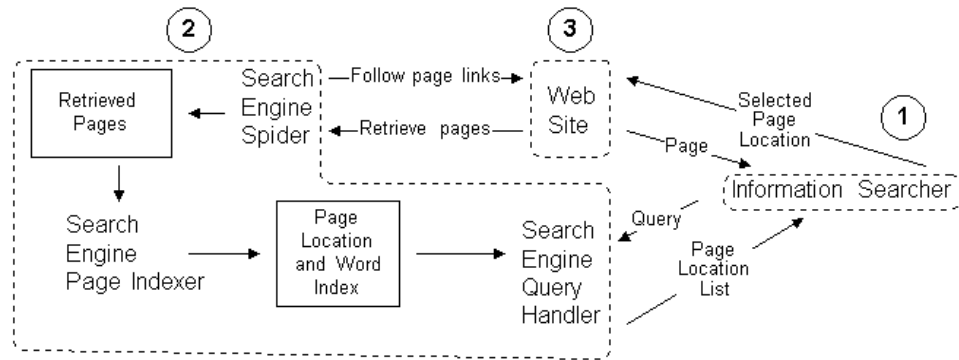 2
3
1
Retrieved
Pages
Search
Engine
Spider
Follow page links
Retrieve pages
Web
Site
Selected
Page
Location
Page
Information Searcher
Query
Page
Location
List
Search
Engine
Page Indexer
Page
Location
and Word
Index
Search
Engine
Query
Handler